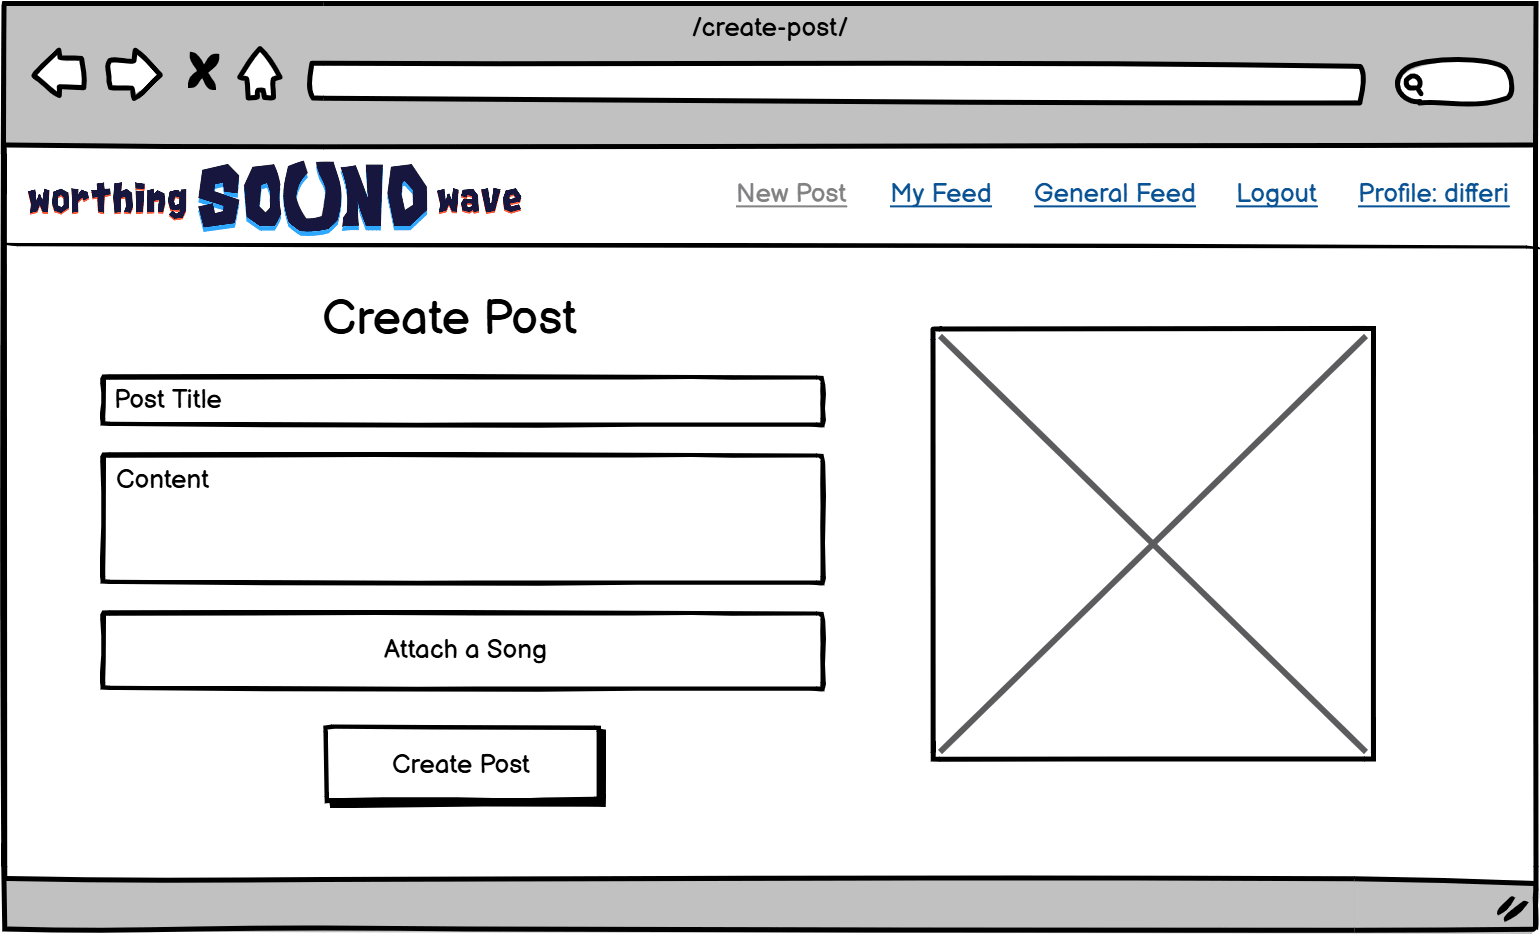 /create-post/
worthing SOUND wave
New Post My Feed General Feed Logout Profile: differi
Create Post
Post Title
Content
Attach a Song
Create Post